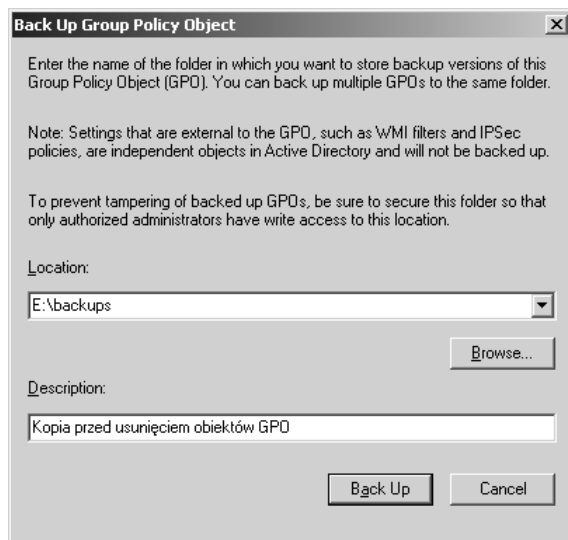 Back Up Group Policy Object
Enter the name of the folder in which you want to store backup versions of this
Group Policy Object (GPO). You can back up multiple GPOs to the same folder.
Note: Settings that are external to the GPO, such as WMI filters and IPSec
policies, are independent objects in Active Directory and will not be backed up.
To prevent tampering of backed up GPOs, be sure to secure this folder so that
only authorized administrators have write access to this location.
Location:
E:\backups
Browse...
Description:
Kopia przed usunięciem obiektów GPO
Back Up
Cancel